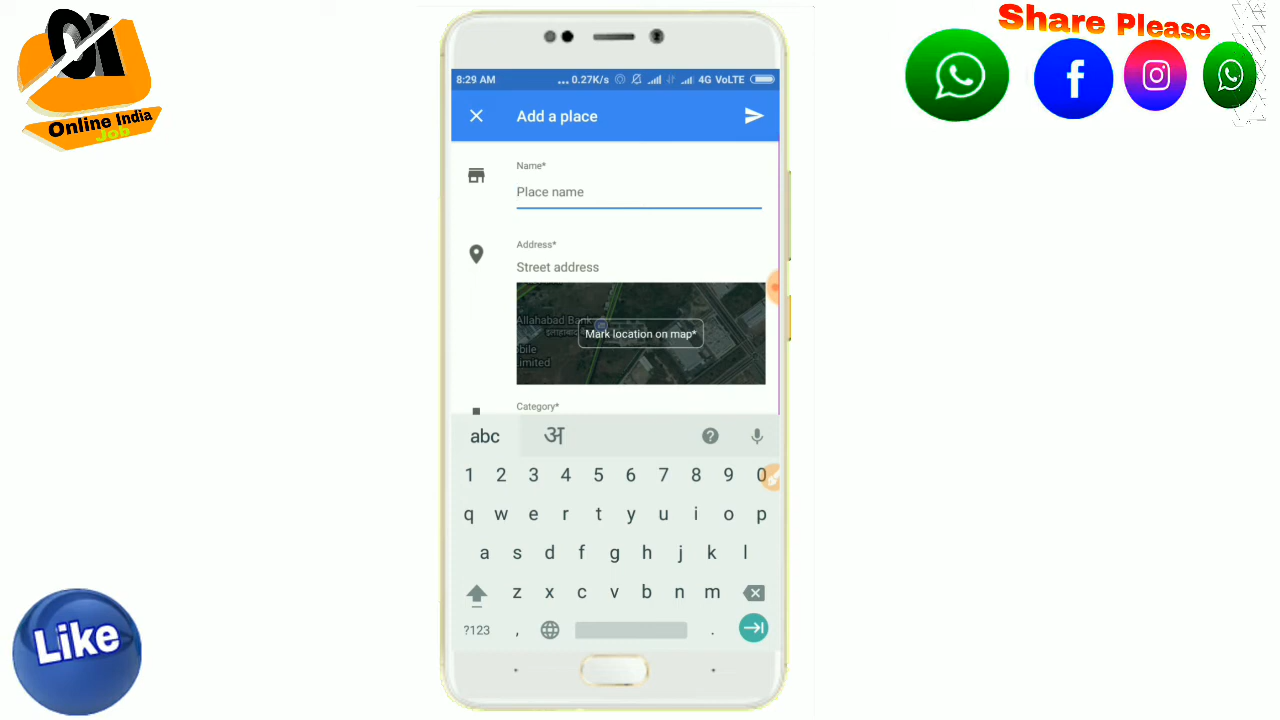 Online India
Job
Share Please
8:29 AM ... 0.27K/s 4G VoLTE
Add a place
Name*
Place name
Address*
Street address
Allahabad Bank
इलाहाबाद
bile
imited
Mark location on map*
Category*
abc अ
1 2 3 4 5 6 7 8 9 0
q w e r t y u i o p
a s d f g h j k l
z x c v b n m
?123 , .
Like